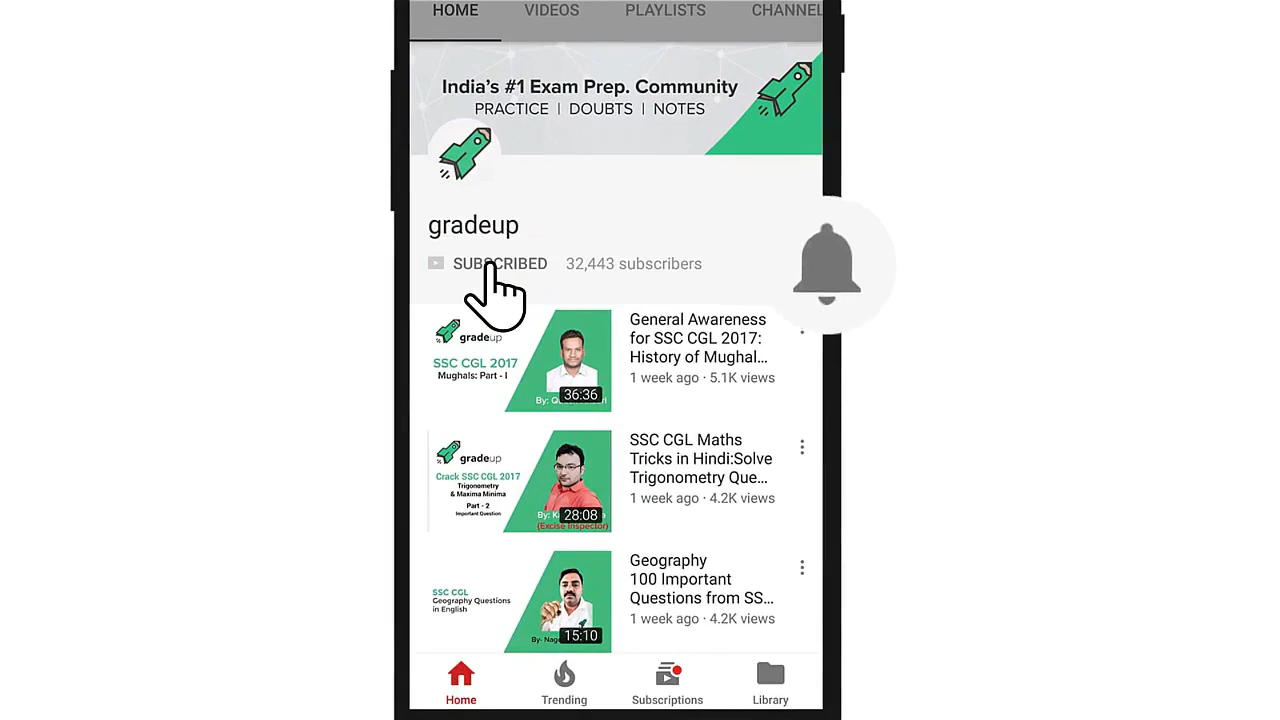 HOME VIDEOS PLAYLISTS CHANNEL
India's #1 Exam Prep. Community
PRACTICE | DOUBTS | NOTES
gradeup
SUBSCRIBED 32,443 subscribers
gradeup
SSC CGL 2017
Mughals: Part - I
36:36
General Awareness
for SSC CGL 2017:
History of Mughal...
1 week ago · 5.1K views
gradeup
Crack SSC CGL 2017
Trigonometry
& Maxima Minima
Part - 2
Important Question
28:08
(Excise Inspector)
SSC CGL Maths
Tricks in Hindi:Solve
Trigonometry Que...
1 week ago · 4.2K views
SSC CGL
Geography Questions
in English
15:10
Geography
100 Important
Questions from SS...
1 week ago · 4.2K views
Home Trending Subscriptions Library